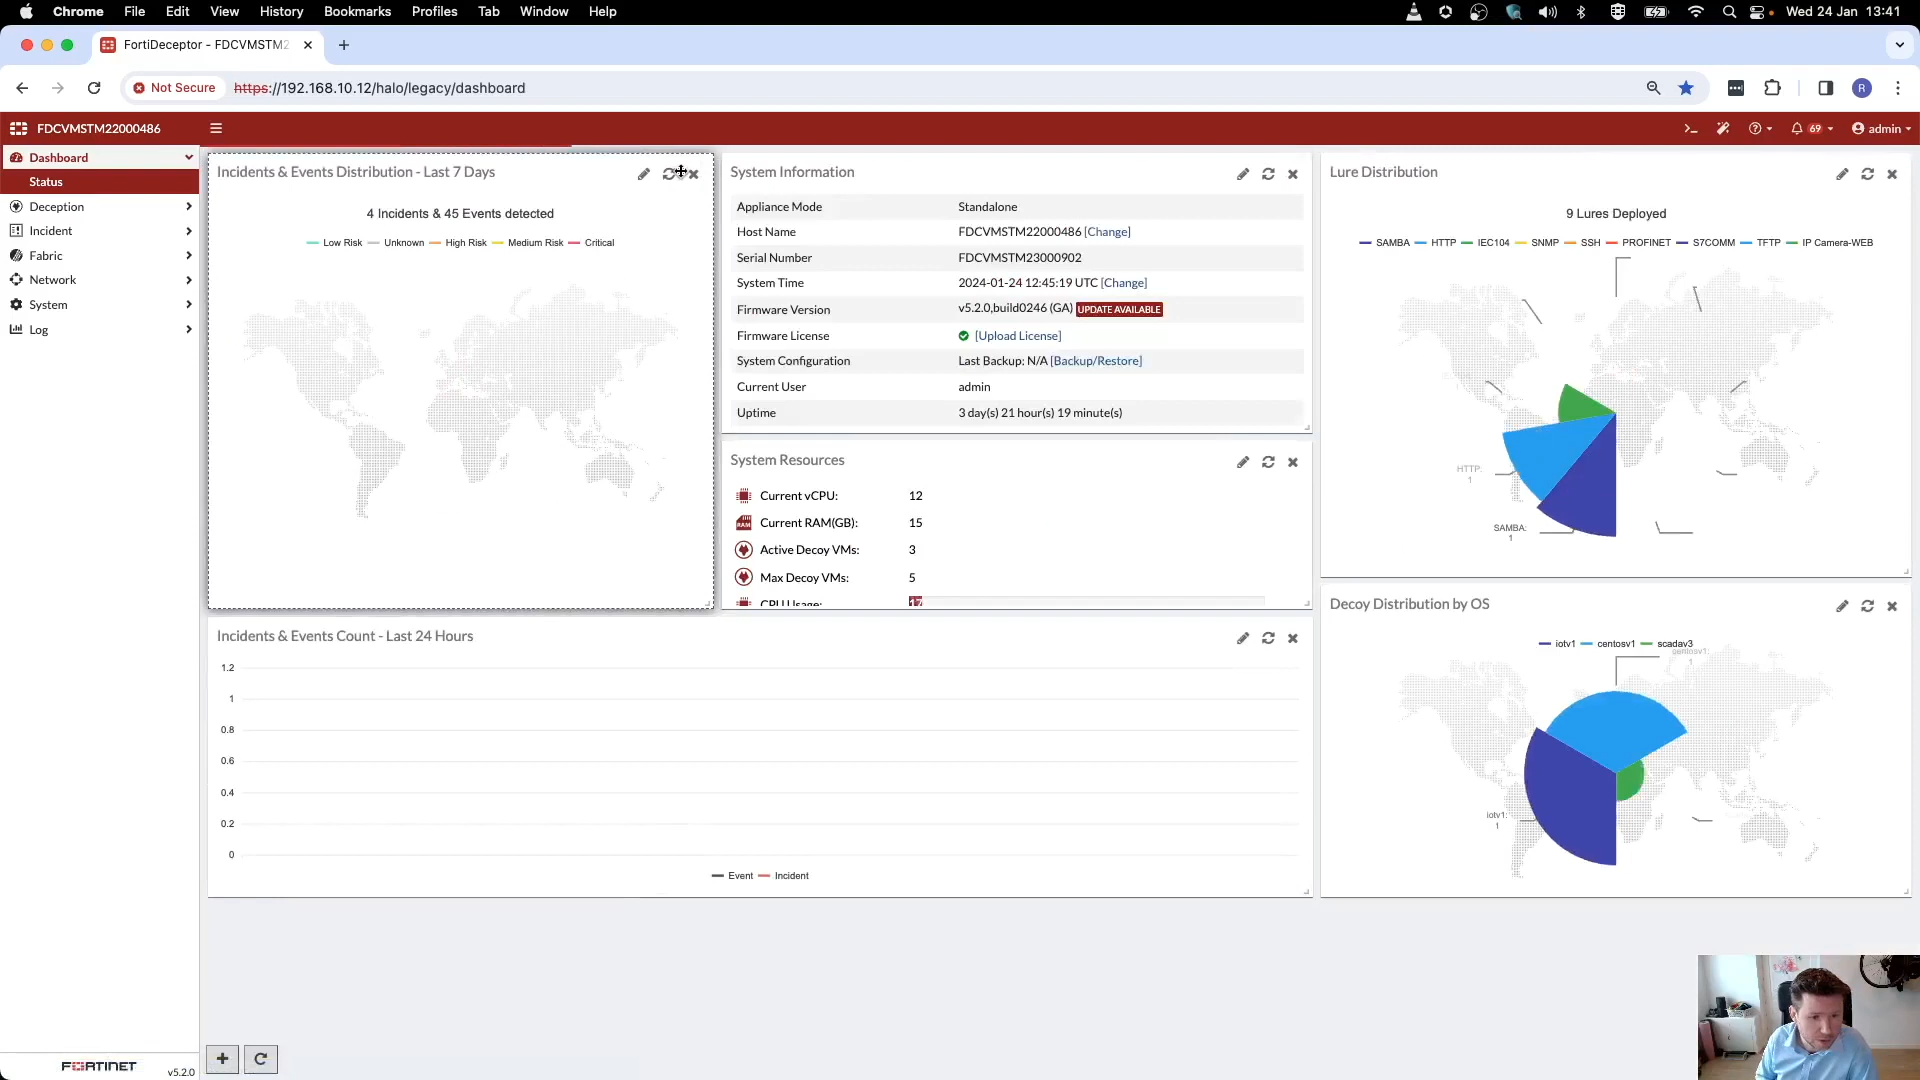 Chrome File Edit View History Bookmarks Profiles Tab Window Help Wed 24 Jan 13:41
FortiDeceptor - FDCVMSTM2
Not Secure https://192.168.10.12/halo/legacy/dashboard R
FDCVMSTM22000486 69 admin
Dashboard
Status
Deception
Incident
Fabric
Network
System
Log
FORTINET v5.2.0
Incidents & Events Distribution - Last 7 Days
4 Incidents & 45 Events detected
Low Risk Unknown High Risk Medium Risk Critical
System Information
Appliance Mode Standalone
Host Name FDCVMSTM22000486 [Change]
Serial Number FDCVMSTM23000902
System Time 2024-01-24 12:45:19 UTC [Change]
Firmware Version v5.2.0,build0246 (GA) UPDATE AVAILABLE
Firmware License [Upload License]
System Configuration Last Backup: N/A [Backup/Restore]
Current User admin
Uptime 3 day(s) 21 hour(s) 19 minute(s)
System Resources
Current vCPU: 12
RAM Current RAM(GB): 15
Active Decoy VMs: 3
Max Decoy VMs: 5
CPU Usage: 17
Lure Distribution
9 Lures Deployed
SAMBA HTTP IEC104 SNMP SSH PROFINET S7COMM TFTP IP Camera-WEB
HTTP:
1
SAMBA:
1
Incidents & Events Count - Last 24 Hours
1.2
1
0.8
0.6
0.4
0.2
0
Event Incident
Decoy Distribution by OS
iotv1 centosv1 scadav3
centosv1:
1
iotv1:
1